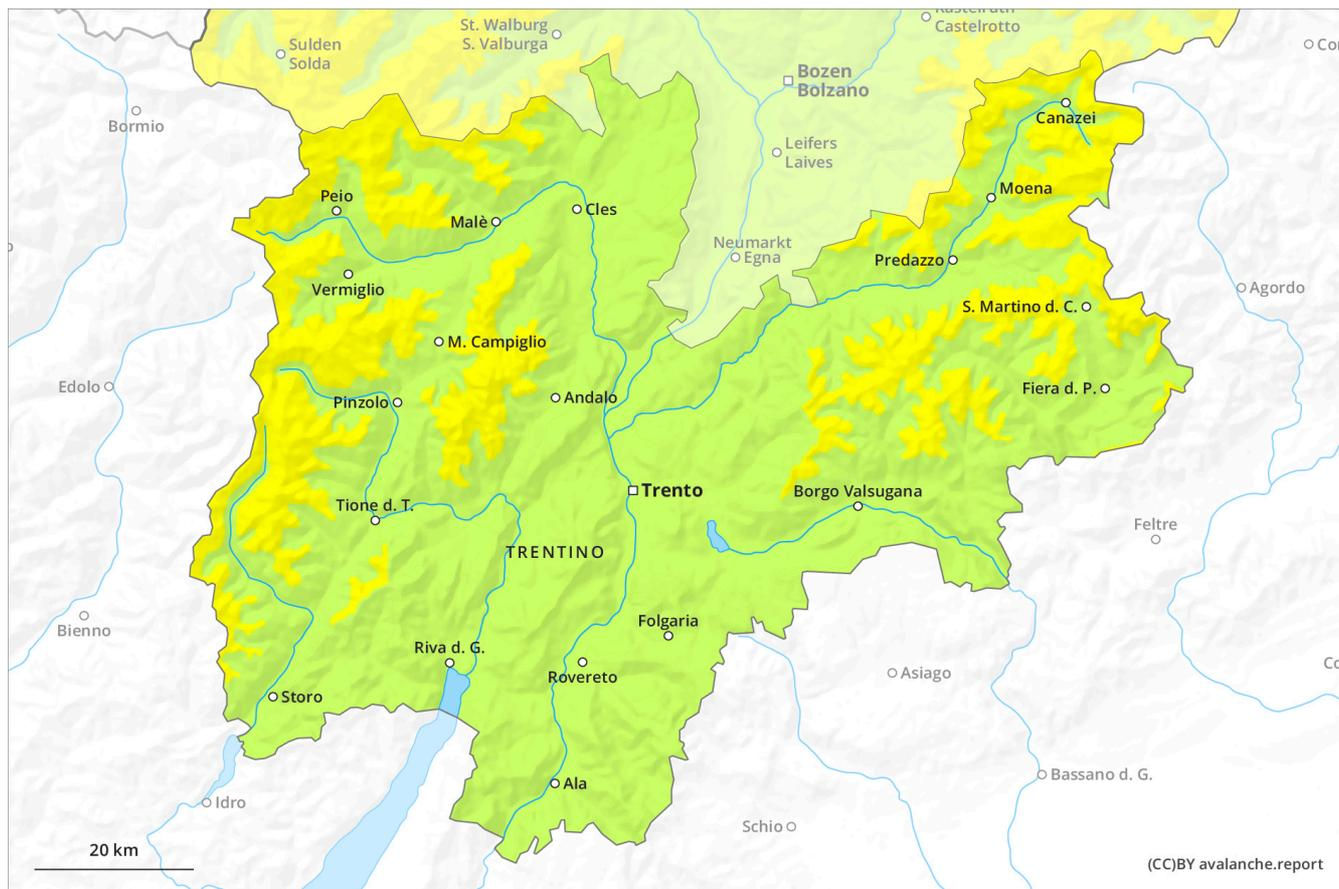 Kastelruth
Castelrotto
St. Walburg
S. Valburga
Sulden
Solda
Bozen
Bolzano
Bormio
Canazei
Leifers
Laives
Peio
Moena
Malè
Cles
Neumarkt
Egna
Predazzo
Vermiglio
Agordo
S. Martino d. C.
M. Campiglio
Edolo
Fiera d. P.
Andalo
Pinzolo
Trento
Borgo Valsugana
Tione d. T.
Feltre
TRENTINO
Bienno
Folgaria
Riva d. G.
Asiago
Rovereto
Storo
Bassano d. G.
Ala
Idro
Schio
20 km
(CC)BY avalanche.report